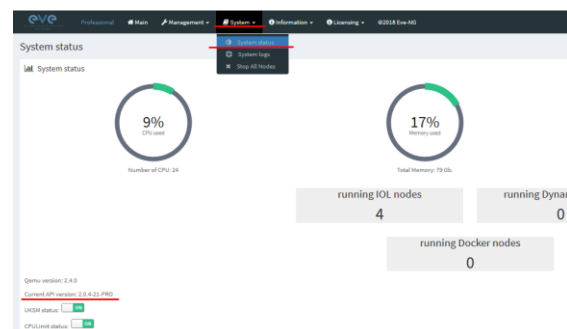 eve Professional Main Management System Information Licensing ©2018 Eve-NG
System status
System status
System logs
Stop All Nodes
System status
9%
CPU used
17%
Memory used
Number of CPU: 24
Total Memory: 79 Gb.
running IOL nodes
4
running Dynam
0
running Docker nodes
0
Qemu version: 2.4.0
Current API version: 2.0.4-21-PRO
UKSM status: ON
CPULimit status: ON